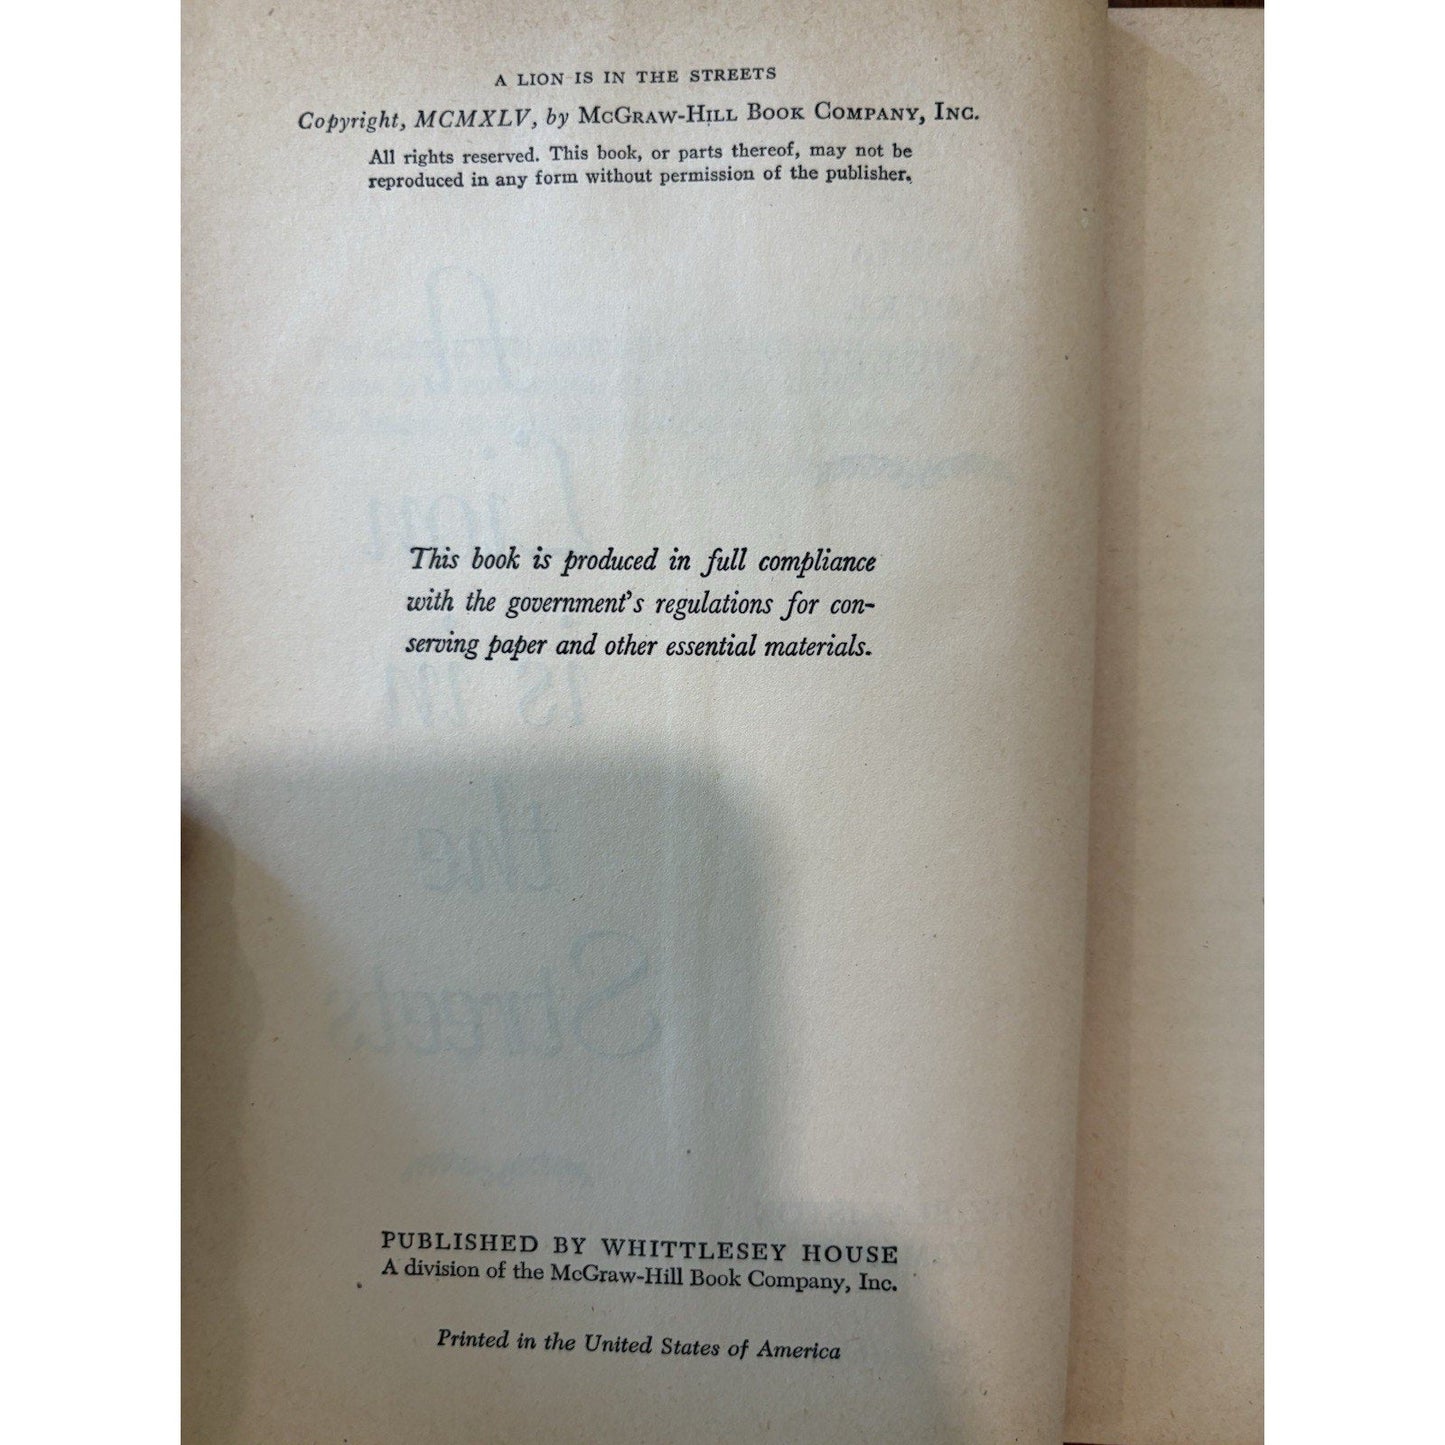 A LION IS IN THE STREETS
Copyright, MCMXLV, by McGraw-Hill Book Company, Inc.
All rights reserved. This book, or parts thereof, may not be
reproduced in any form without permission of the publisher.
This book is produced in full compliance
with the government's regulations for con-
serving paper and other essential materials.
PUBLISHED BY WHITTLESEY HOUSE
A division of the McGraw-Hill Book Company, Inc.
Printed in the United States of America